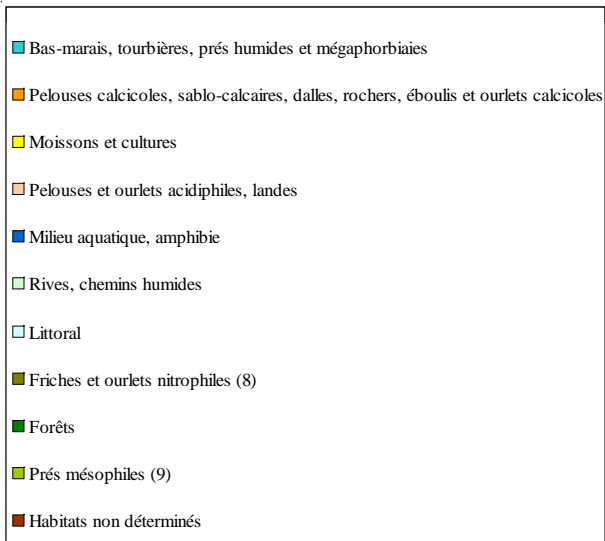 Bas-marais, tourbières, prés humides et mégaphorbiaies
Pelouses calcicoles, sablo-calcaires, dalles, rochers, éboulis et ourlets calcicoles
Moissons et cultures
Pelouses et ourlets acidiphiles, landes
Milieu aquatique, amphibie
Rives, chemins humides
Littoral
Friches et ourlets nitrophiles (8)
Forêts
Prés mésophiles (9)
Habitats non déterminés